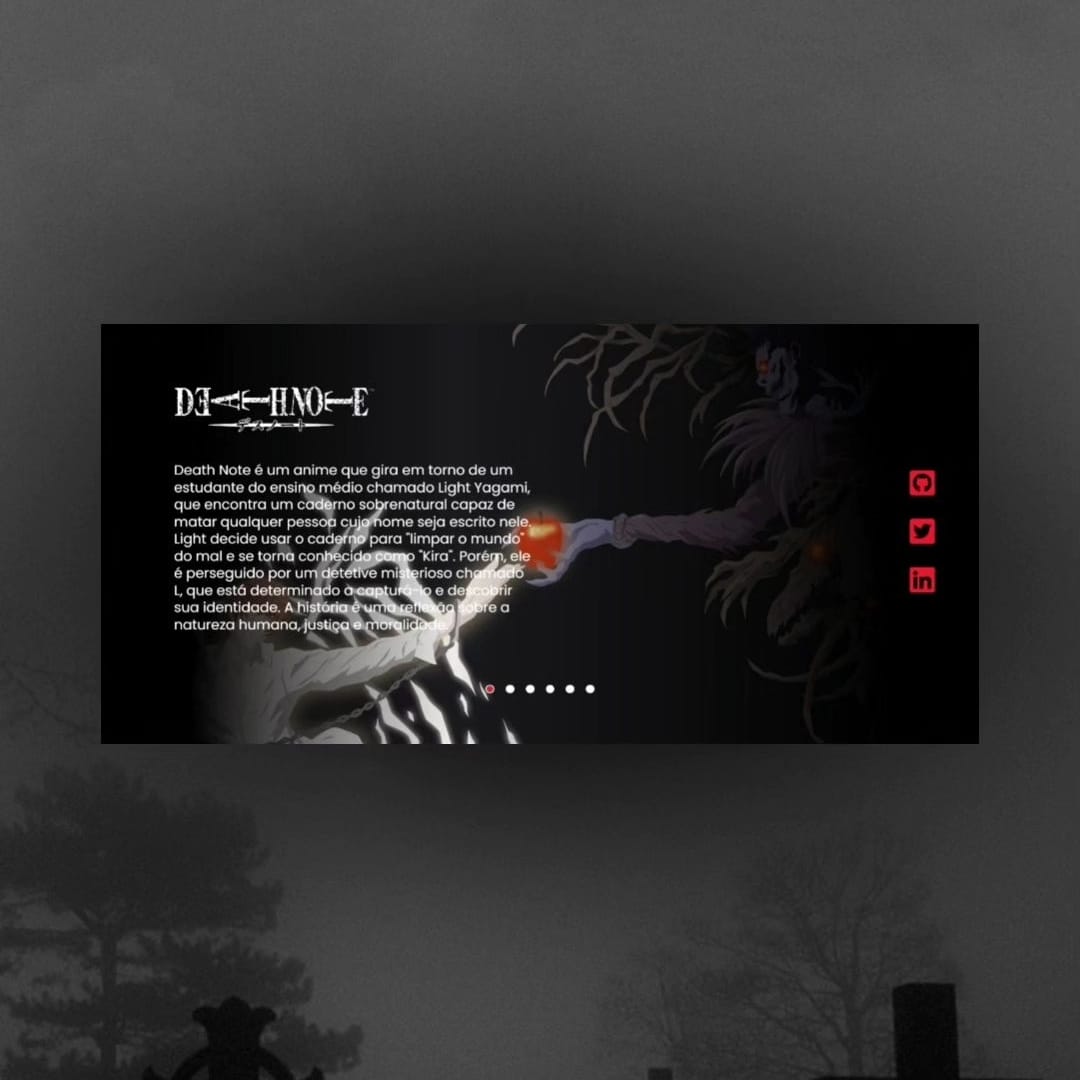 DEATHNOTE
デスノート
Death Note é um anime que gira em torno de um
estudante do ensino médio chamado Light Yagami,
que encontra um caderno sobrenatural capaz de
matar qualquer pessoa cujo nome seja escrito nele.
Light decide usar o caderno para "limpar o mundo"
do mal e se torna conhecido como "Kira". Porém, ele
é perseguido por um detetive misterioso chamado
L, que está determinado a capturá-lo e descobrir
sua identidade. A história é uma reflexão sobre a
natureza humana, justiça e moralidade.
in